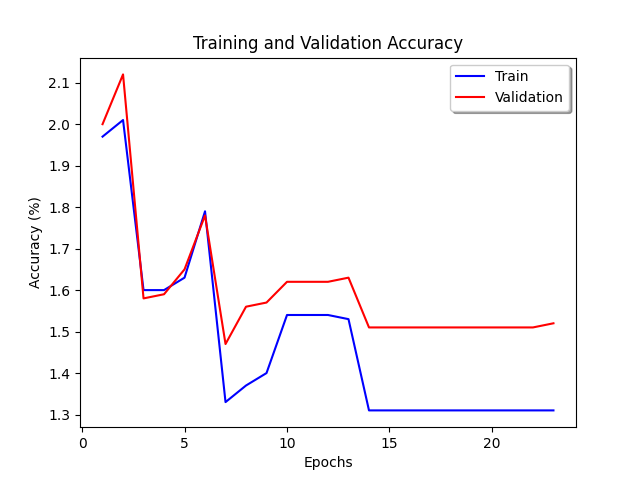 Training and Validation Accuracy
Train
Validation
Accuracy (%)
2.1
2.0
1.9
1.8
1.7
1.6
1.5
1.4
1.3
0 5 10 15 20
Epochs